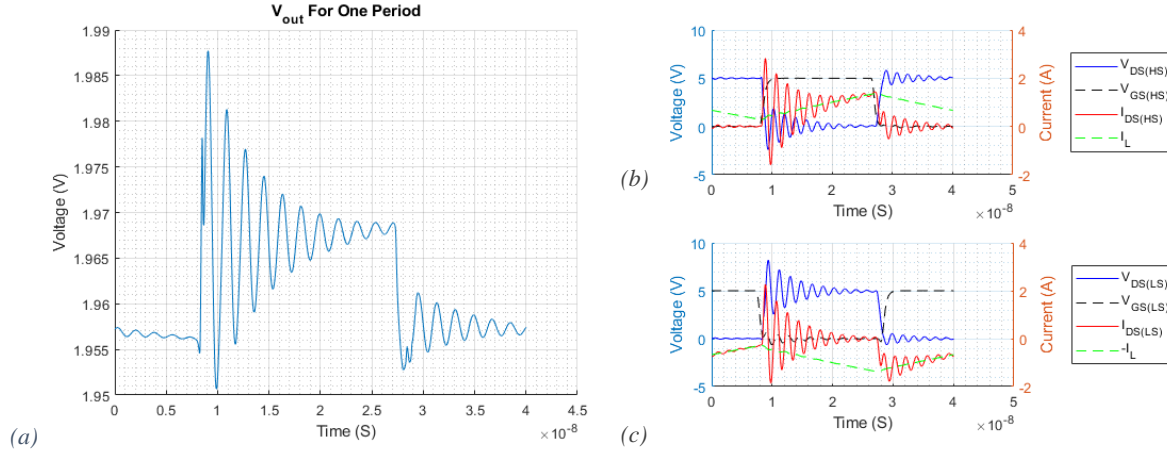 V_out For One Period
1.99
1.985
1.98
1.975
1.97
1.965
1.96
1.955
1.95
Voltage (V)
0 0.5 1 1.5 2 2.5 3 3.5 4 4.5
Time (S)
×10^-8
(a)
10
5
0
-5
Voltage (V)
4
2
0
-2
Current (A)
0 1 2 3 4 5
Time (S)
×10^-8
V_DS(HS)
V_GS(HS)
I_DS(HS)
I_L
(b)
10
5
0
-5
Voltage (V)
4
2
0
-2
Current (A)
0 1 2 3 4 5
Time (S)
×10^-8
V_DS(LS)
V_GS(LS)
I_DS(LS)
-I_L
(c)